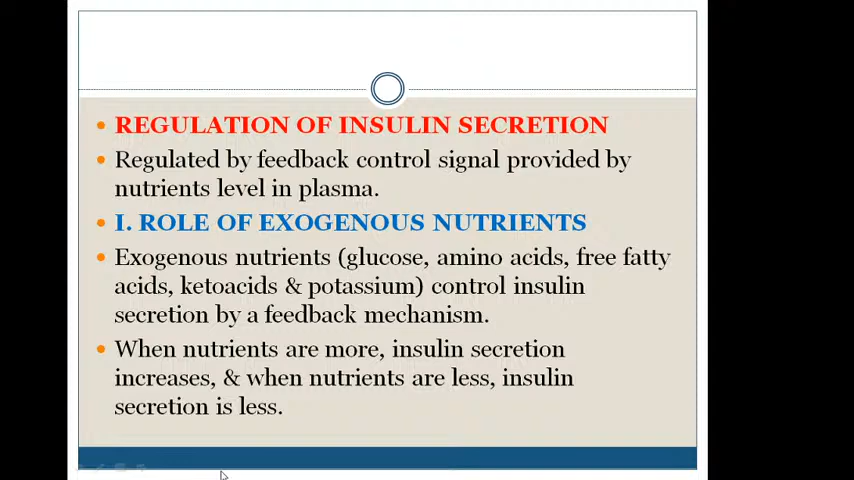 REGULATION OF INSULIN SECRETION
Regulated by feedback control signal provided by
nutrients level in plasma.
I. ROLE OF EXOGENOUS NUTRIENTS
Exogenous nutrients (glucose, amino acids, free fatty
acids, ketoacids & potassium) control insulin
secretion by a feedback mechanism.
When nutrients are more, insulin secretion
increases, & when nutrients are less, insulin
secretion is less.